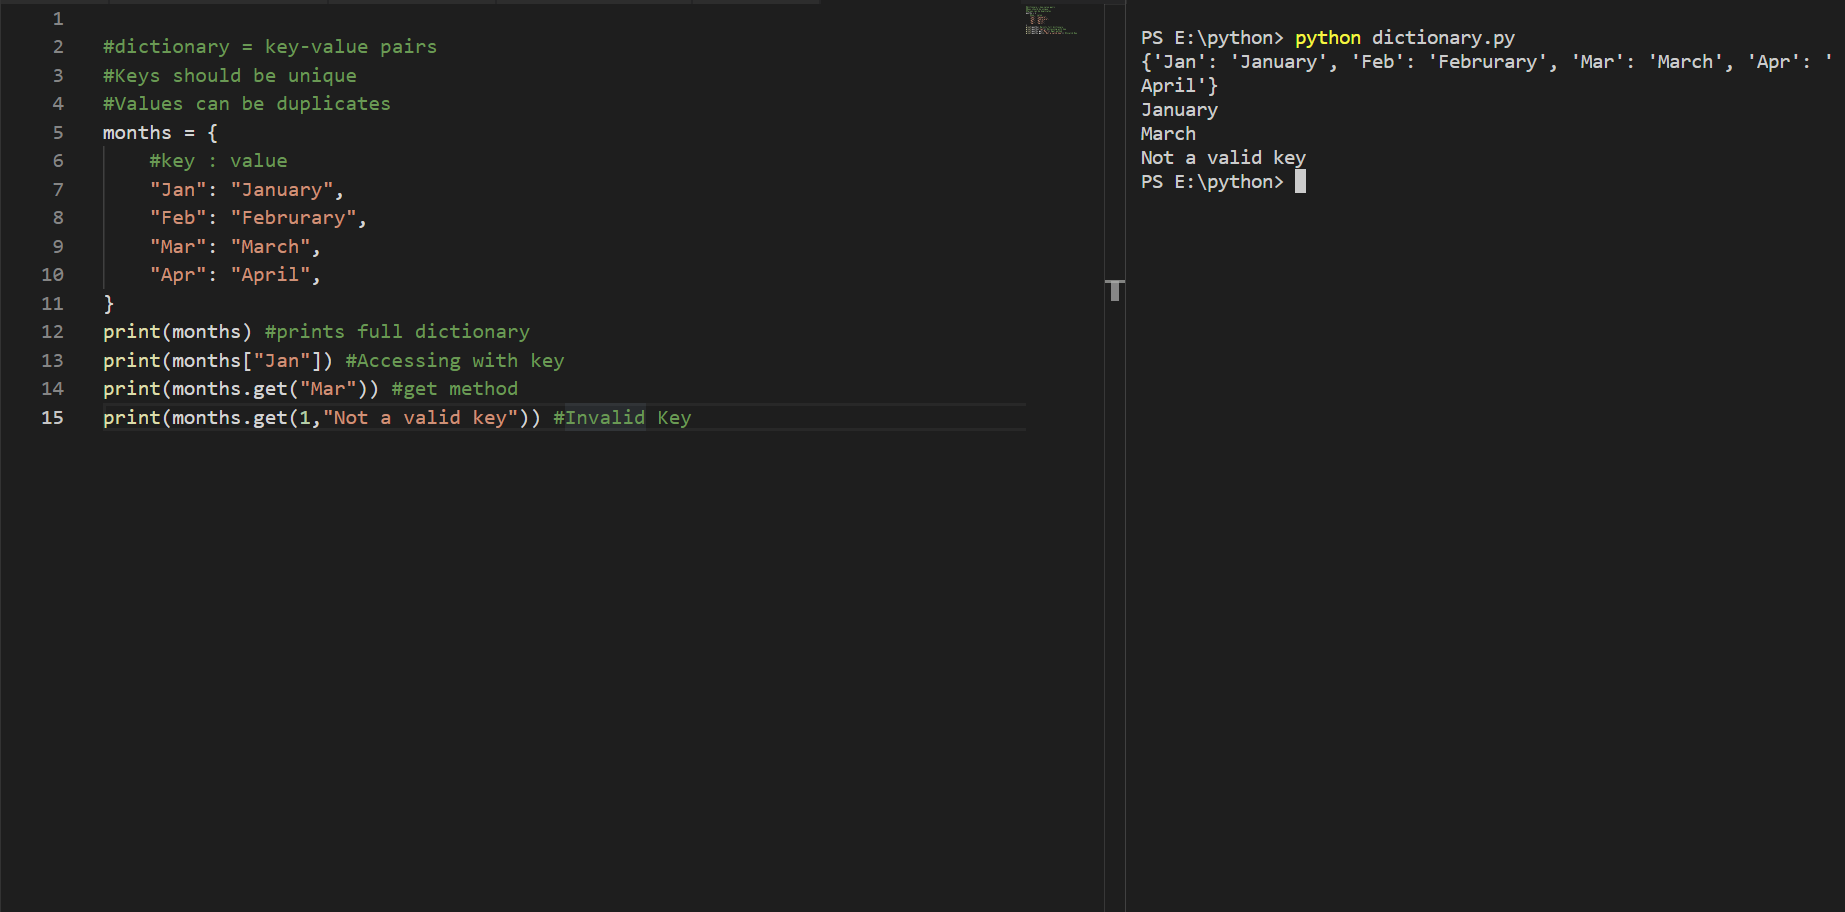 1
2 #dictionary = key-value pairs
3 #Keys should be unique
4 #Values can be duplicates
5 months = {
6     #key : value
7     "Jan": "January",
8     "Feb": "Februrary",
9     "Mar": "March",
10     "Apr": "April",
11 }
12 print(months) #prints full dictionary
13 print(months["Jan"]) #Accessing with key
14 print(months.get("Mar")) #get method
15 print(months.get(1,"Not a valid key")) #Invalid Key
PS E:\python> python dictionary.py
{'Jan': 'January', 'Feb': 'Februrary', 'Mar': 'March', 'Apr': '
April'}
January
March
Not a valid key
PS E:\python>